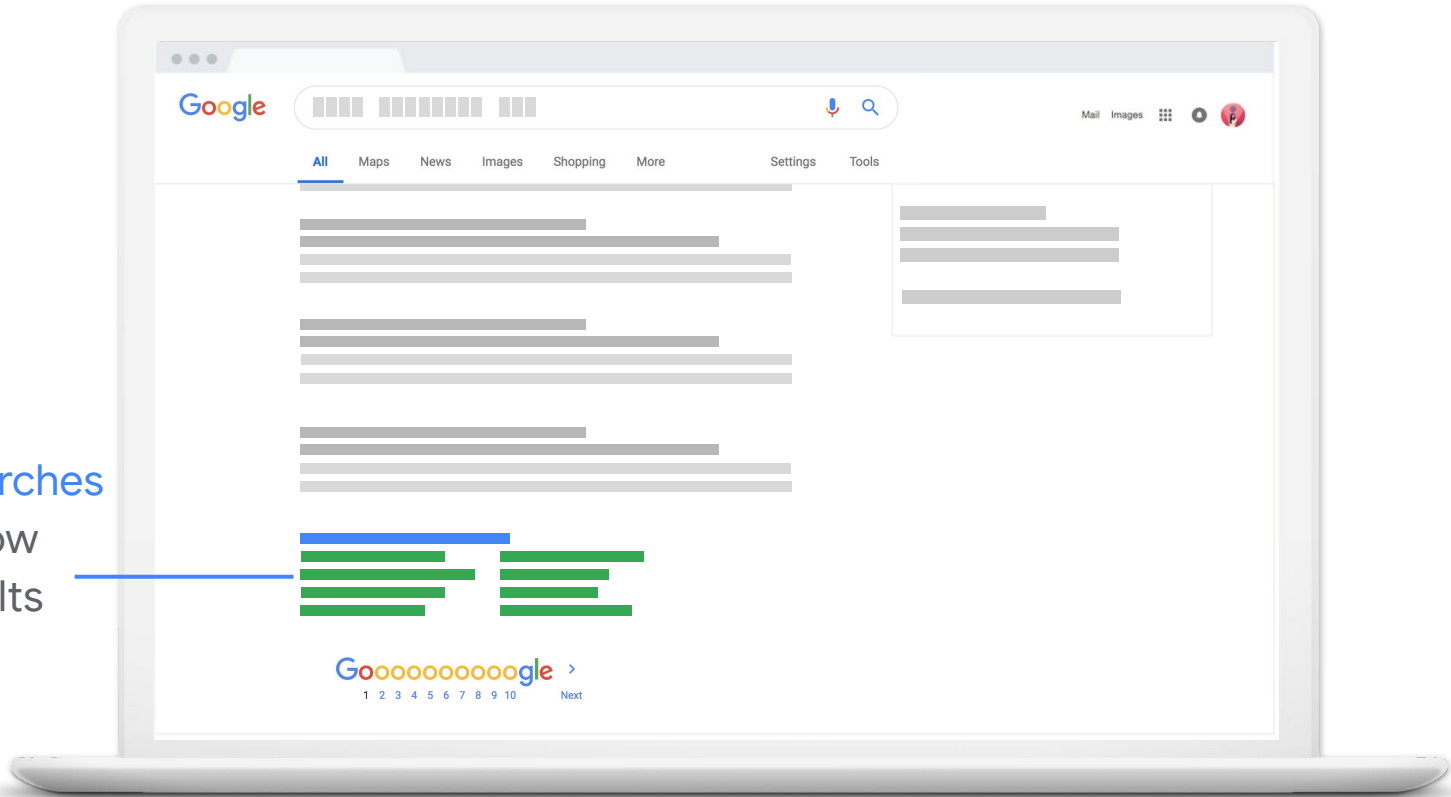 Google
Mail Images
All Maps News Images Shopping More Settings Tools
rches
ow
lts
Goooooooooogle >
1 2 3 4 5 6 7 8 9 10 Next